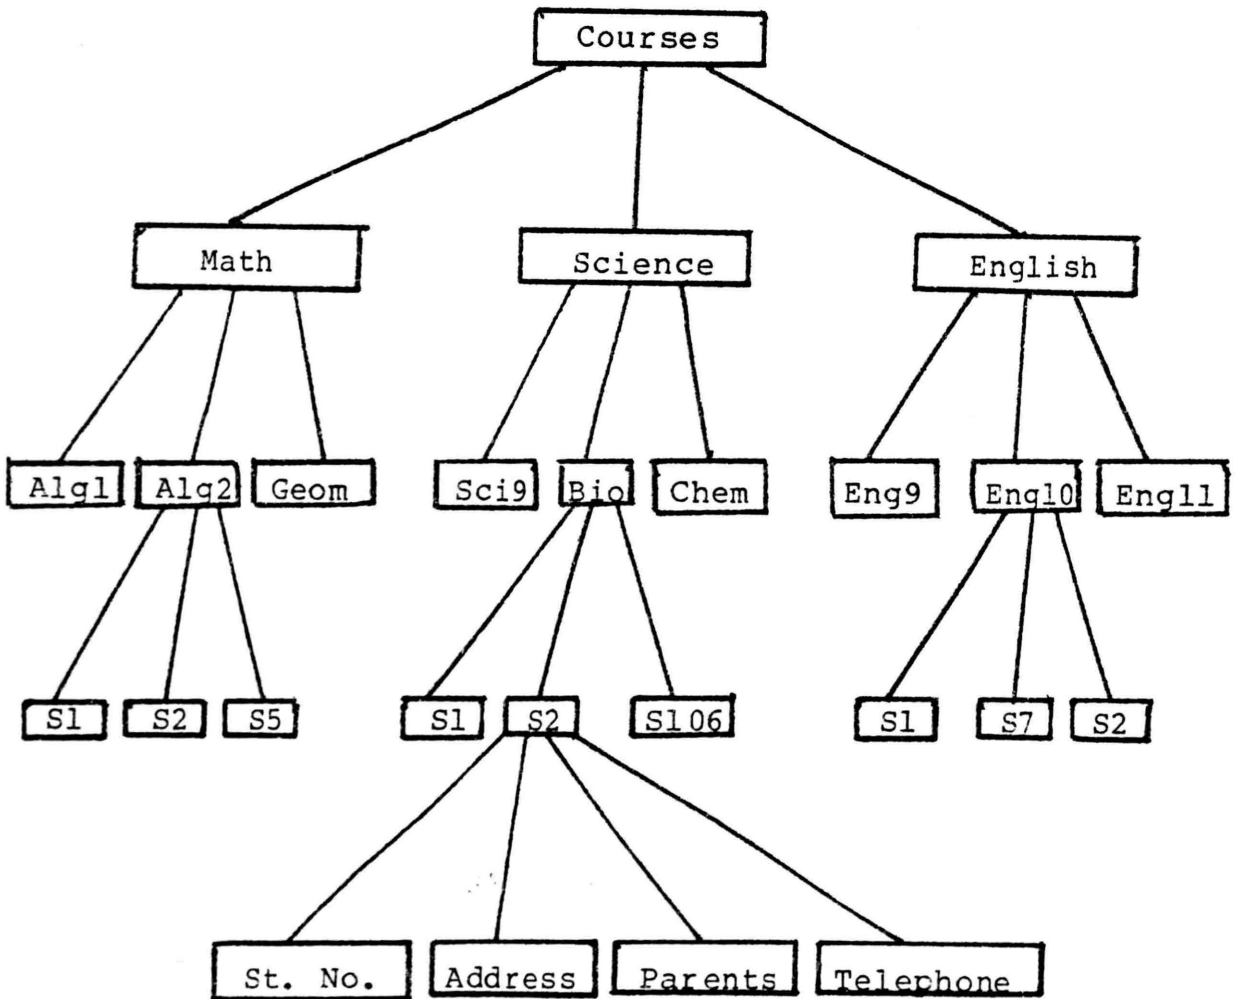 Courses
Math Science English
Alg1 Alg2 Geom Sci9 Bio Chem Eng9 Eng10 Eng11
S1 S2 S5 S1 S2 S106 S1 S7 S2
St. No. Address Parents Telephone